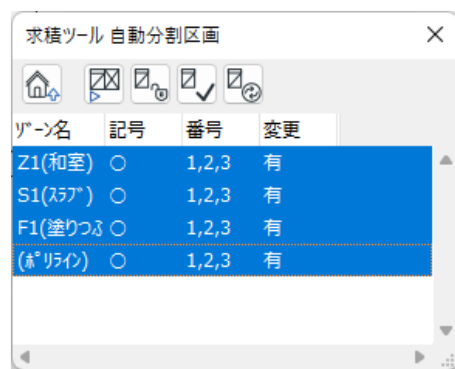 求積ツール 自動分割区画
ゾーン名 記号 番号 変更
Z1(和室) ○ 1,2,3 有
S1(ｽﾗﾌﾞ) ○ 1,2,3 有
F1(塗りつぶ ○ 1,2,3 有
(ﾎﾟﾘﾗｲﾝ) ○ 1,2,3 有